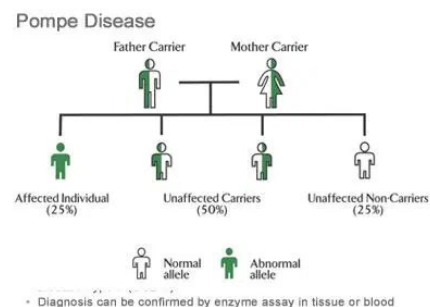 Pompe Disease
Father Carrier Mother Carrier
Affected Individual
(25%)
Unaffected Carriers
(50%)
Unaffected Non-Carriers
(25%)
Normal
allele
Abnormal
allele
• Diagnosis can be confirmed by enzyme assay in tissue or blood